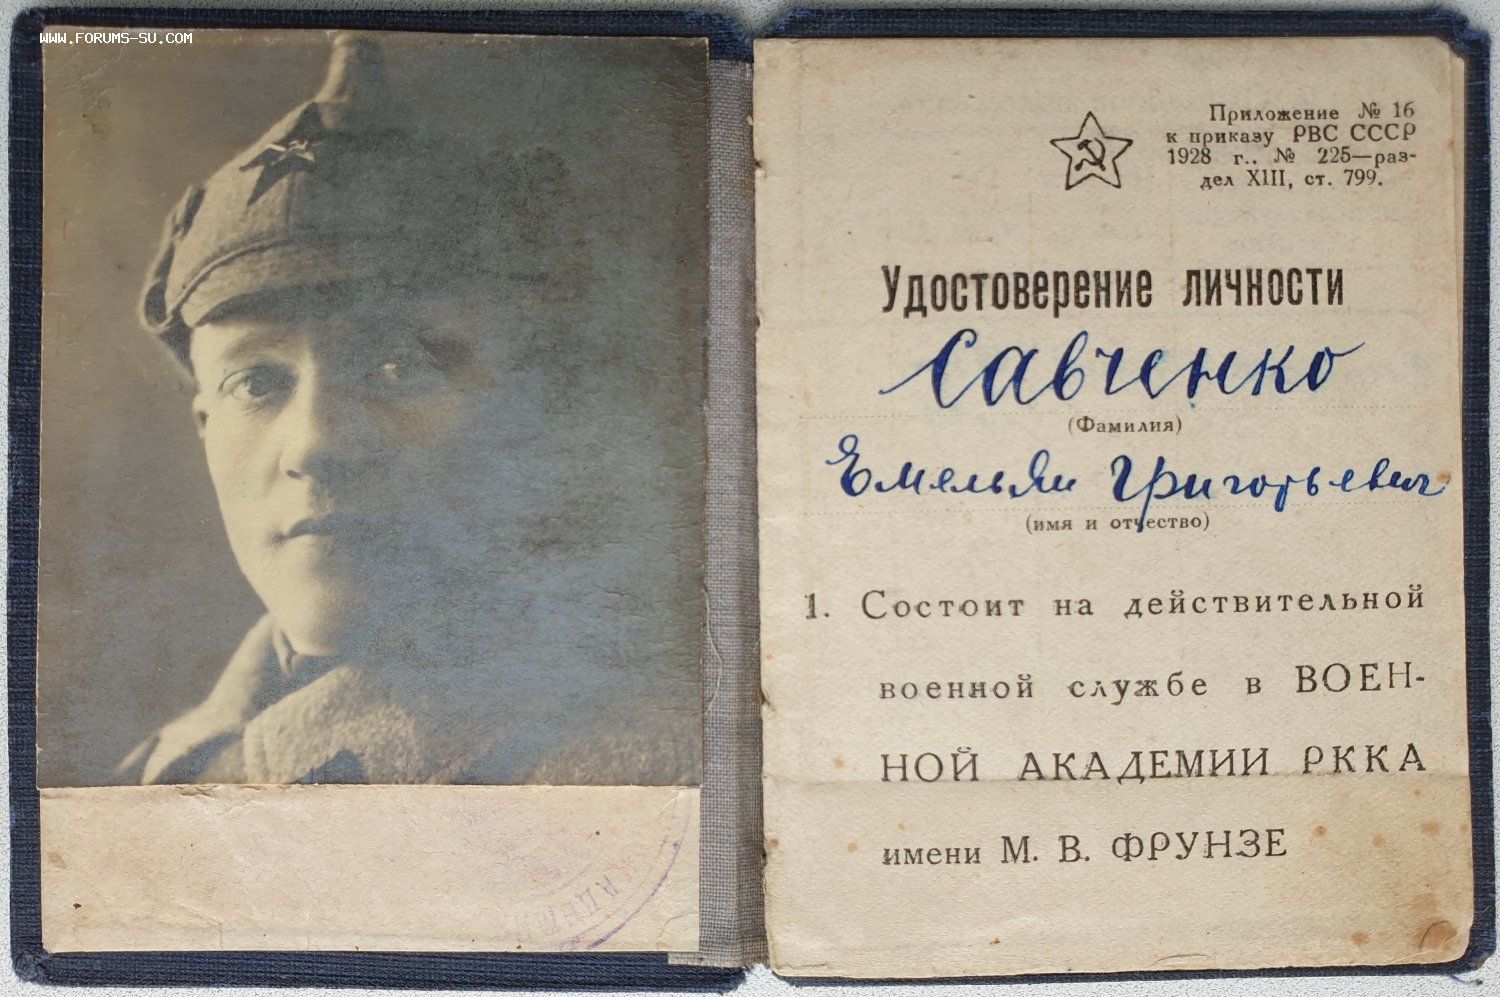 www.FORUMS-SU.COM
Приложение № 16
к приказу РВС СССР
1928 г.. № 225—раз-
дел XIII, ст. 799.
Удостоверение личности
Савченко
(Фамилия)
Емельян Григорьевич
(имя и отчество)
1. Состоит на действительной
военной службе в ВОЕН-
НОЙ АКАДЕМИИ РККА
имени М. В. ФРУНЗЕ